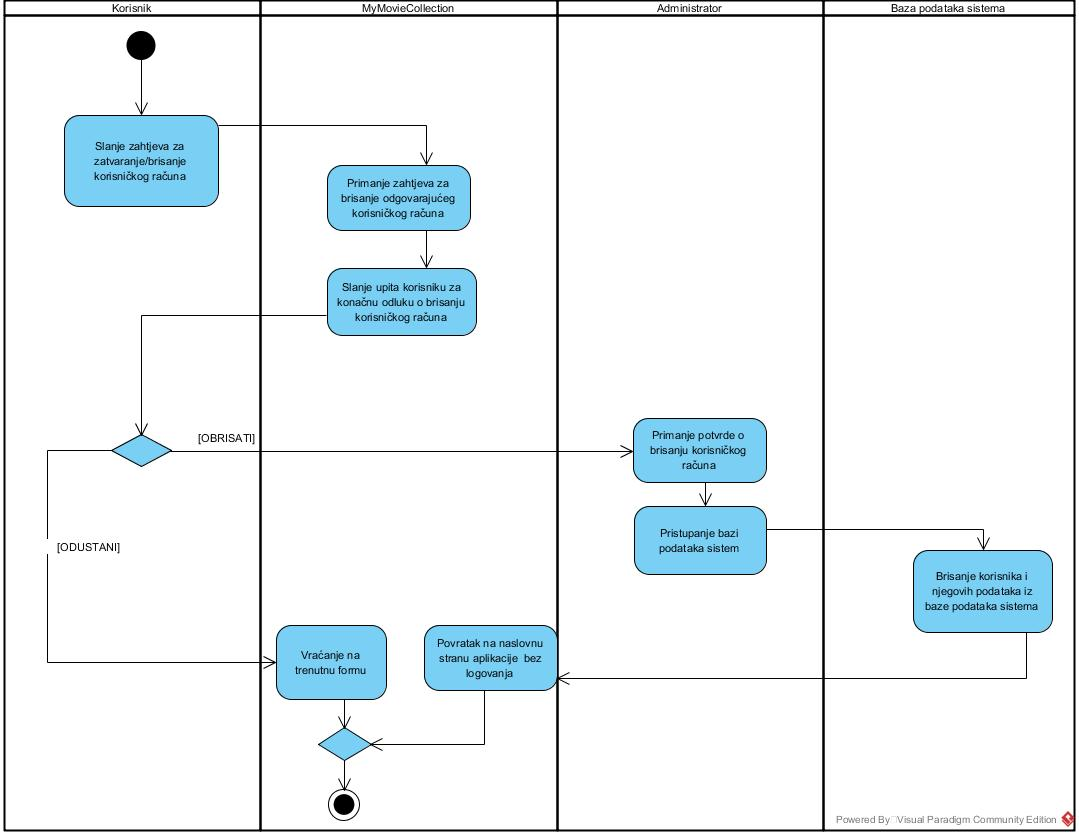 Korisnik
MyMovieCollection
Administrator
Baza podataka sistema
Slanje zahtjeva za
zatvaranje/brisanje
korisničkog računa
Primanje zahtjeva za
brisanje odgovarajućeg
korisničkog računa
Slanje upita korisniku za
konačnu odluku o brisanju
korisničkog računa
[OBRISATI]
Primanje potvrde o
brisanju korisničkog
računa
Pristupanje bazi
podataka sistem
[ODUSTANI]
Brisanje korisnika i
njegovih podataka iz
baze podataka sistema
Vraćanje na
trenutnu formu
Povratak na naslovnu
stranu aplikacije bez
logovanja
Powered By Visual Paradigm Community Edition